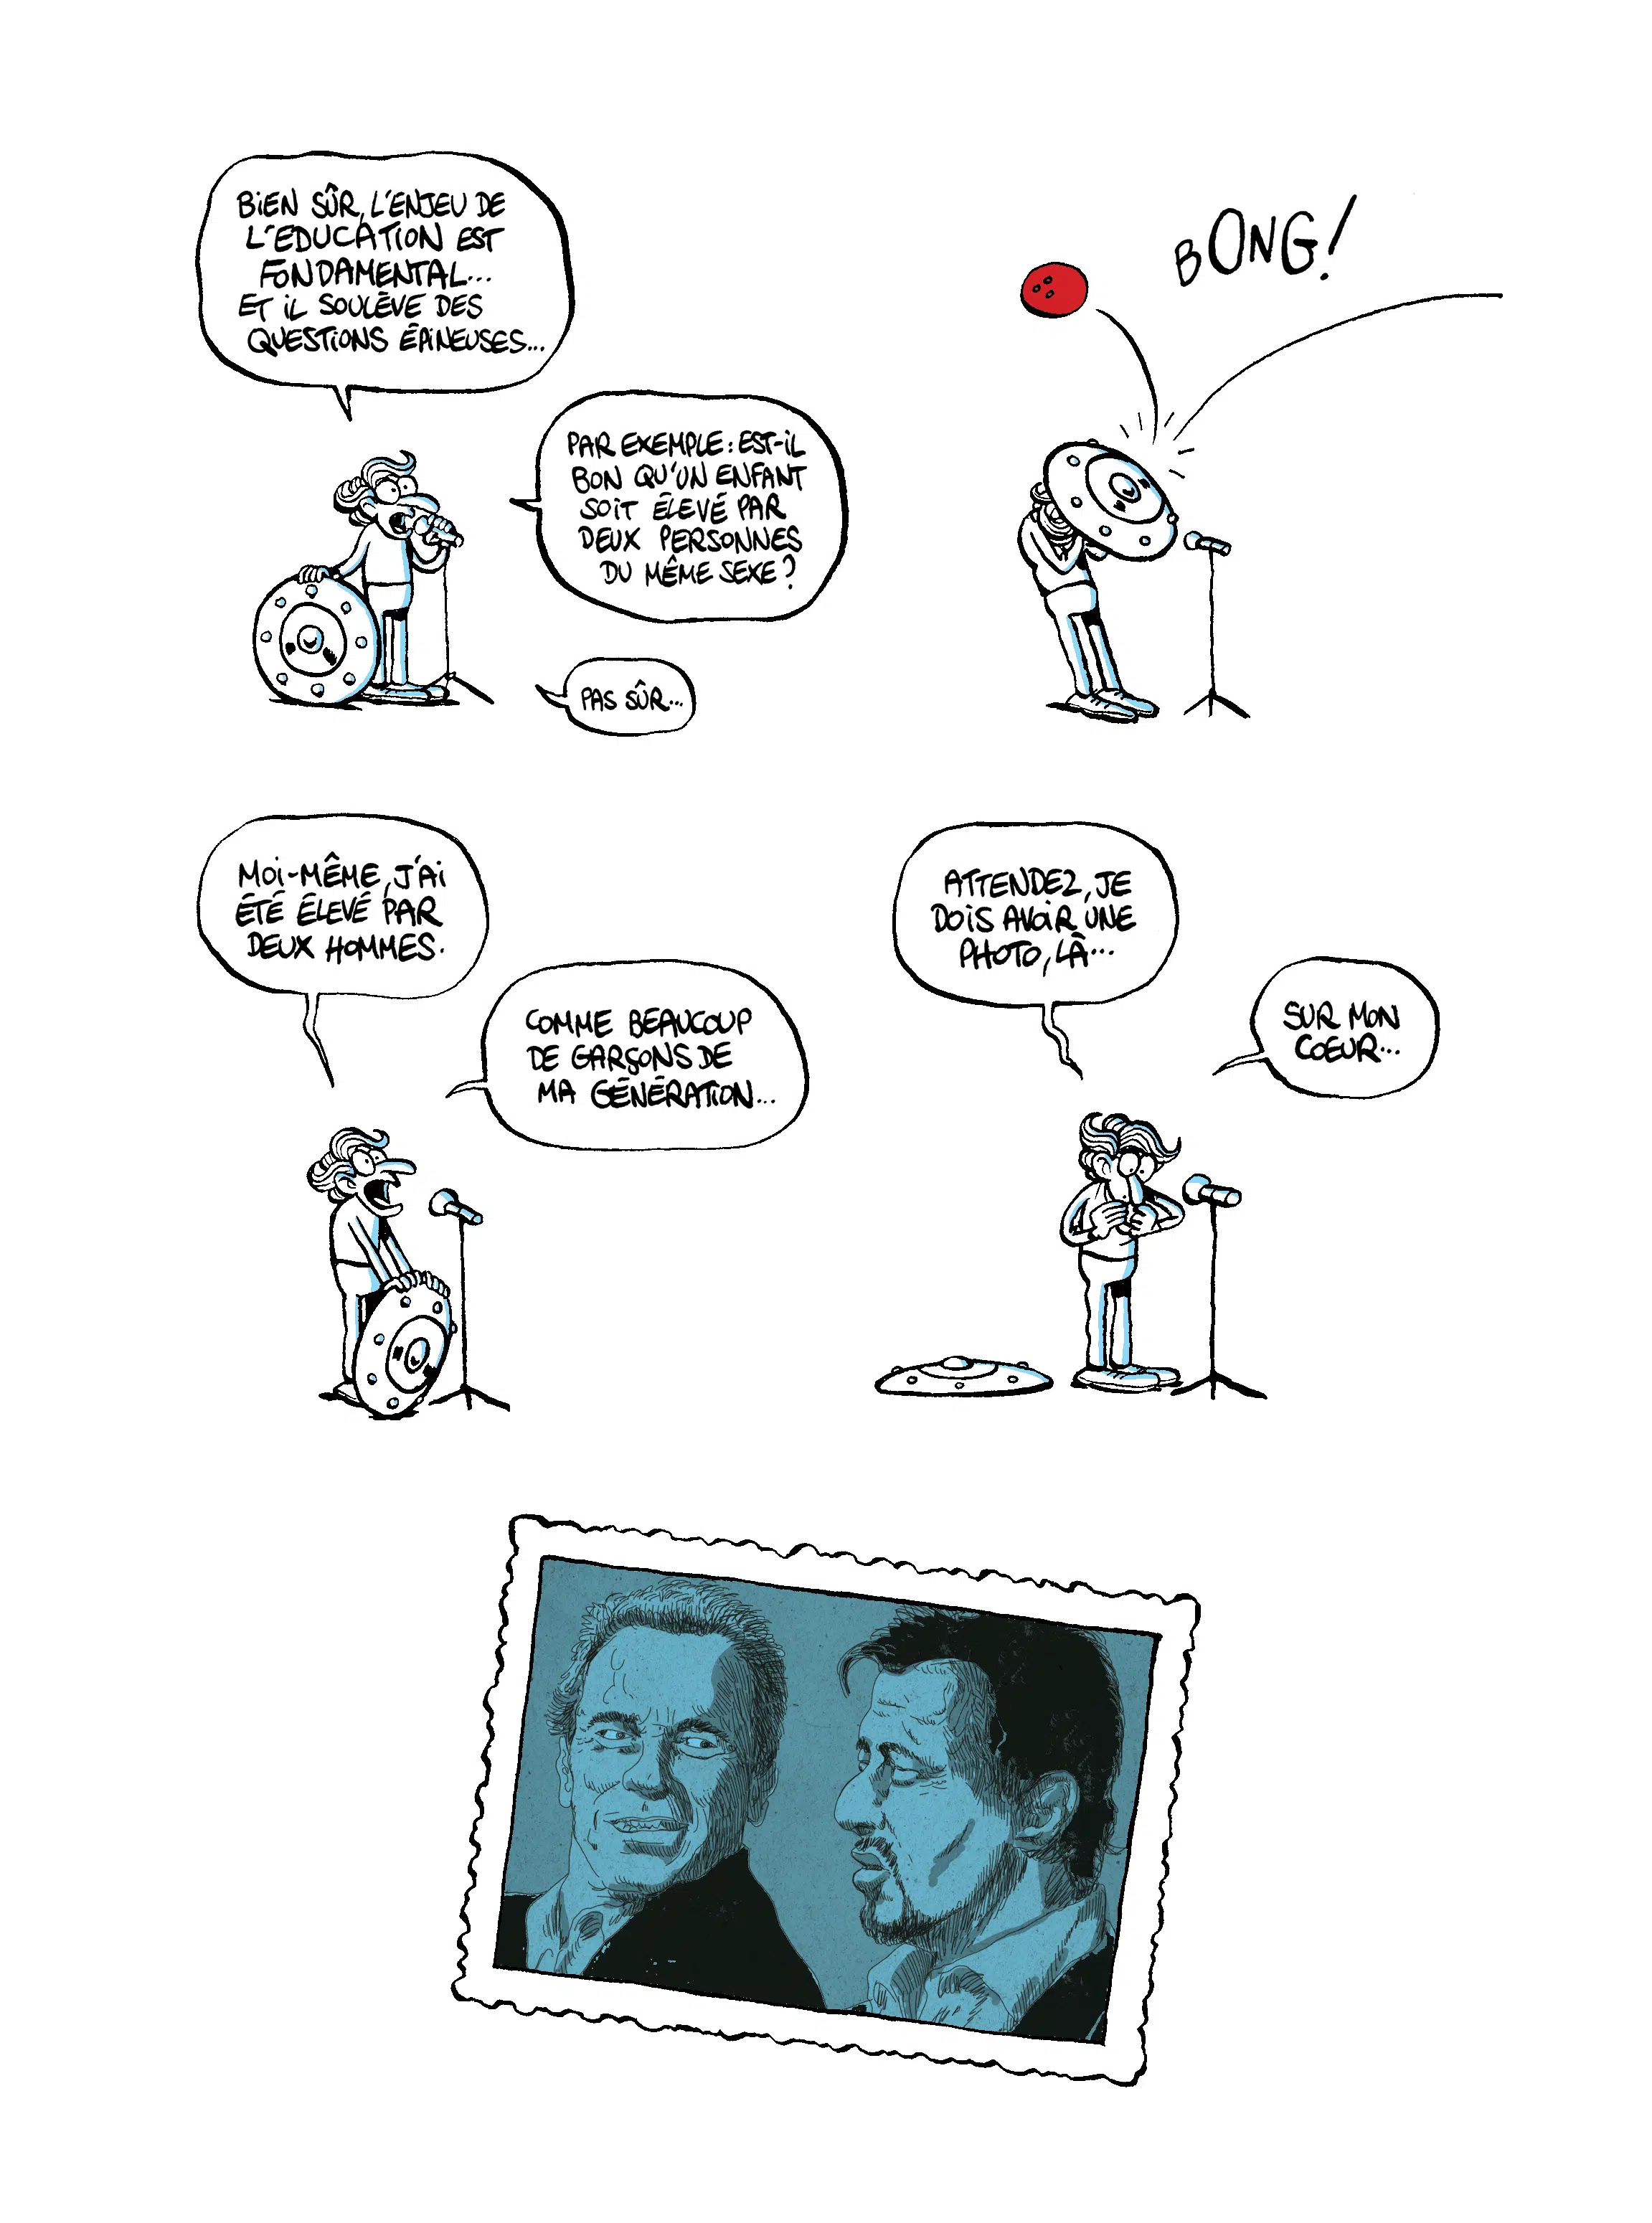 BIEN SÛR, L'ENJEU DE
L'EDUCATION EST
FONDAMENTAL...
ET IL SOULÈVE DES
QUESTIONS ÉPINEUSES...
PAR EXEMPLE : EST-IL
BON QU'UN ENFANT
SOIT ÉLEVÉ PAR
DEUX PERSONNES
DU MÊME SEXE ?
PAS SÛR...
BONG !
MOI-MÊME, J'AI
ÉTÉ ÉLEVÉ PAR
DEUX HOMMES.
COMME BEAUCOUP
DE GARÇONS DE
MA GÉNÉRATION...
ATTENDEZ, JE
DOIS AVOIR UNE
PHOTO, LÀ...
SUR MON
COEUR...